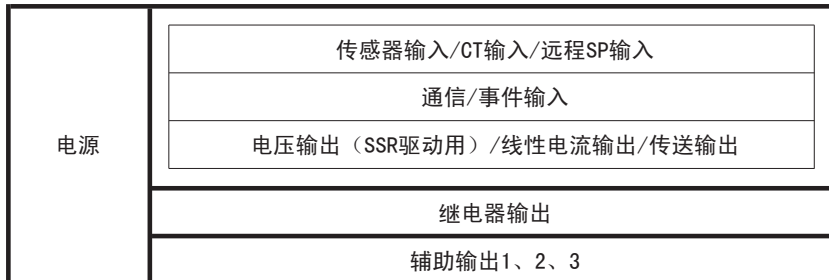 电源
传感器输入/CT输入/远程SP输入
通信/事件输入
电压输出（SSR驱动用）/线性电流输出/传送输出
继电器输出
辅助输出1、2、3